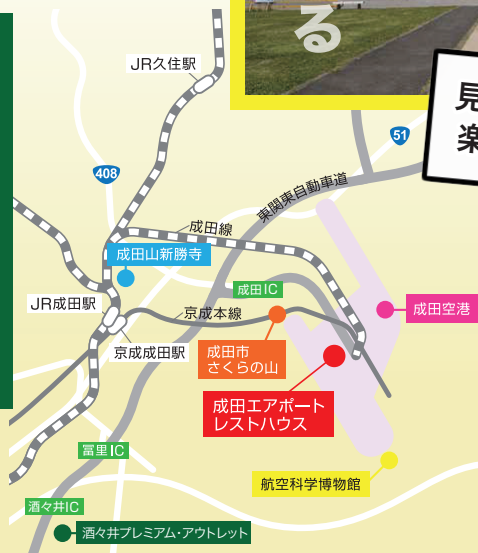 る
見
楽
JR久住駅
51
408
東関東自動車道
成田線
成田山新勝寺
成田IC
JR成田駅
京成本線
成田空港
京成成田駅
成田市
さくらの山
成田エアポート
レストハウス
富里IC
航空科学博物館
酒々井IC
酒々井プレミアム・アウトレット